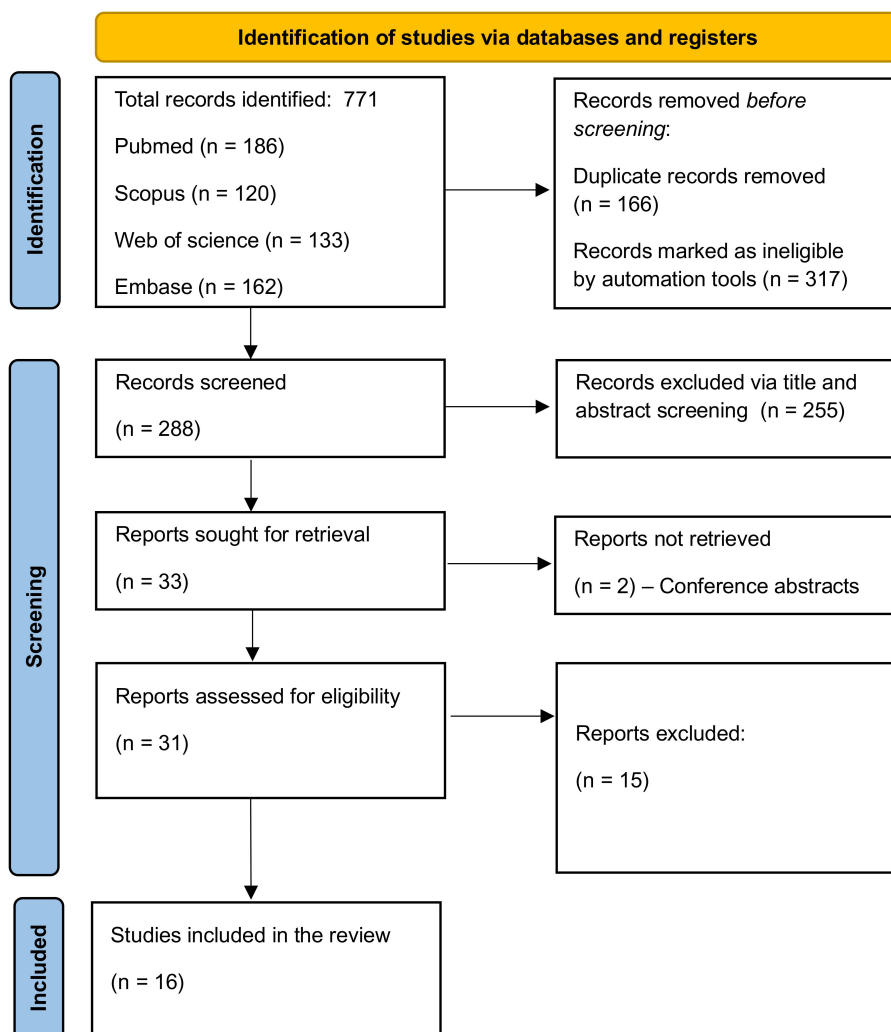 Identification of studies via databases and registers
Identification
Total records identified: 771
Pubmed (n = 186)
Scopus (n = 120)
Web of science (n = 133)
Embase (n = 162)
Records removed before
screening:
Duplicate records removed
(n = 166)
Records marked as ineligible
by automation tools (n = 317)
Screening
Records screened
(n = 288)
Records excluded via title and
abstract screening (n = 255)
Reports sought for retrieval
(n = 33)
Reports not retrieved
(n = 2) – Conference abstracts
Reports assessed for eligibility
(n = 31)
Reports excluded:
(n = 15)
Included
Studies included in the review
(n = 16)